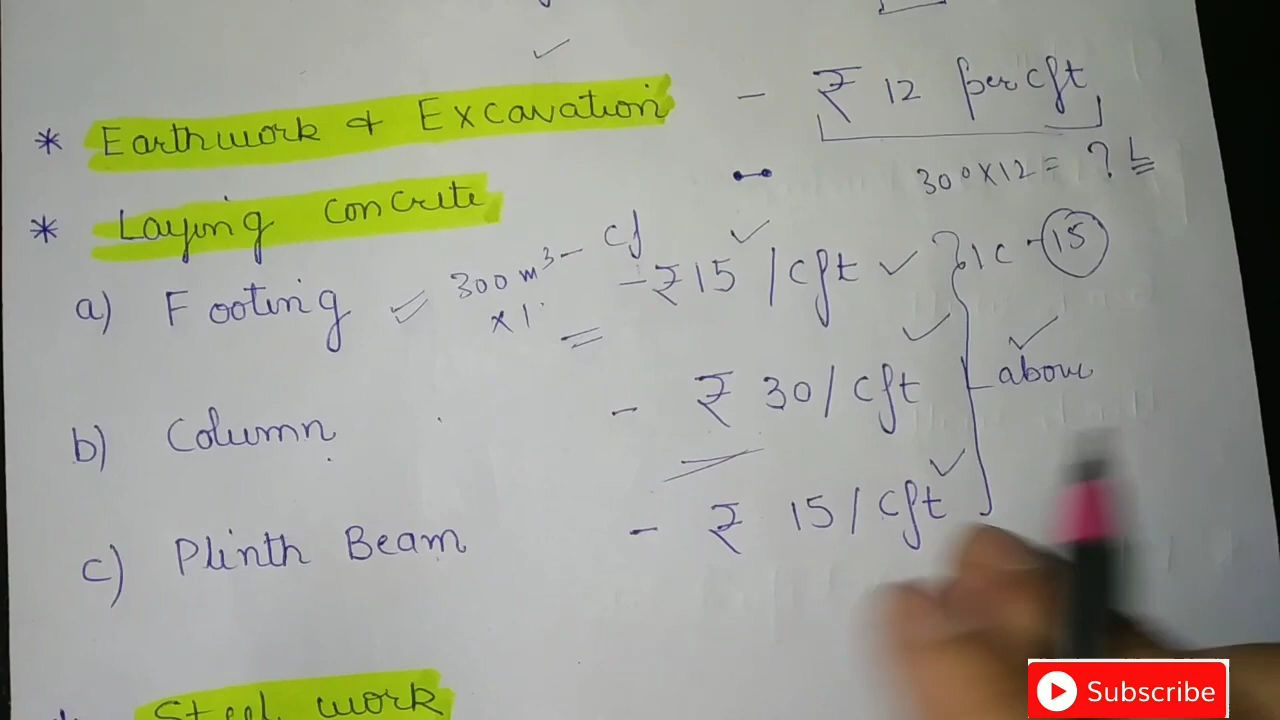 * Earthwork & Excavation - ₹ 12 per cft
300×12 = ?
* Laying concrete
a) Footing 300 m³ - cf - ₹ 15 / cft
× 1
=
15
b) Column - ₹ 30 / cft above
c) Plinth Beam - ₹ 15 / cft
Steel work
Subscribe